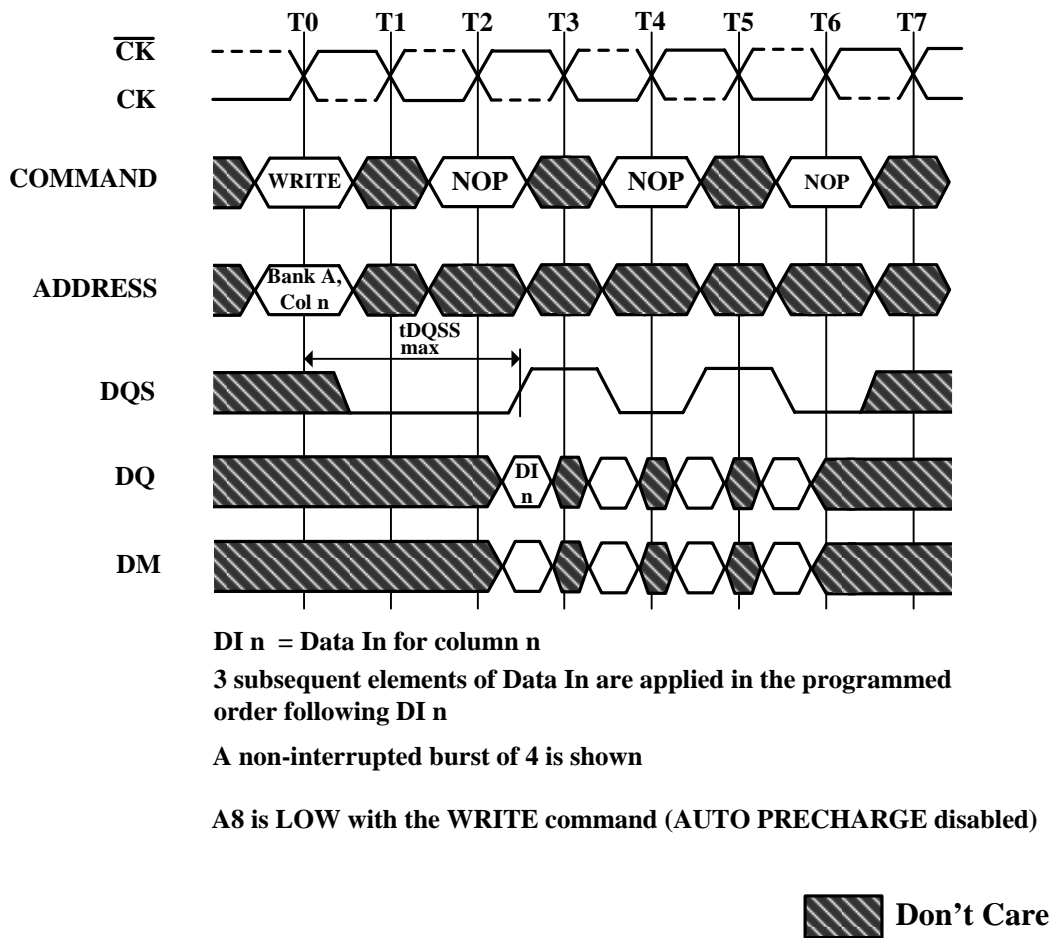 T0 T1 T2 T3 T4 T5 T6 T7
CK
CK
COMMAND WRITE NOP NOP NOP
ADDRESS Bank A,
Col n
tDQSS
max
DQS
DQ DI
n
DM
DI n = Data In for column n
3 subsequent elements of Data In are applied in the programmed
order following DI n
A non-interrupted burst of 4 is shown
A8 is LOW with the WRITE command (AUTO PRECHARGE disabled)
Don't Care